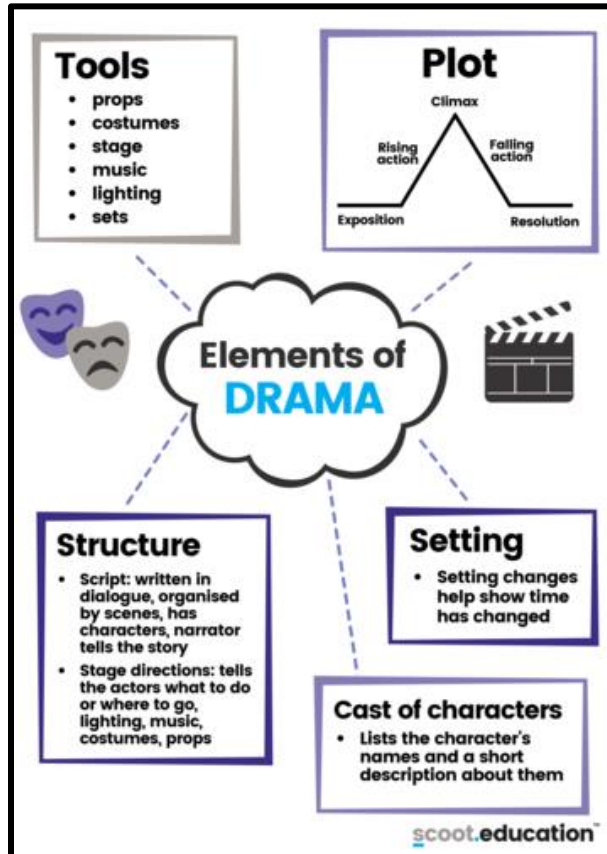 Tools
• props
• costumes
• stage
• music
• lighting
• sets
Plot
Climax
Rising
action
Falling
action
Exposition
Resolution
Elements of
DRAMA
Structure
• Script: written in
dialogue, organised
by scenes, has
characters, narrator
tells the story
• Stage directions: tells
the actors what to do
or where to go,
lighting, music,
costumes, props
Setting
• Setting changes
help show time
has changed
Cast of characters
• Lists the character's
names and a short
description about them
scoot.education™